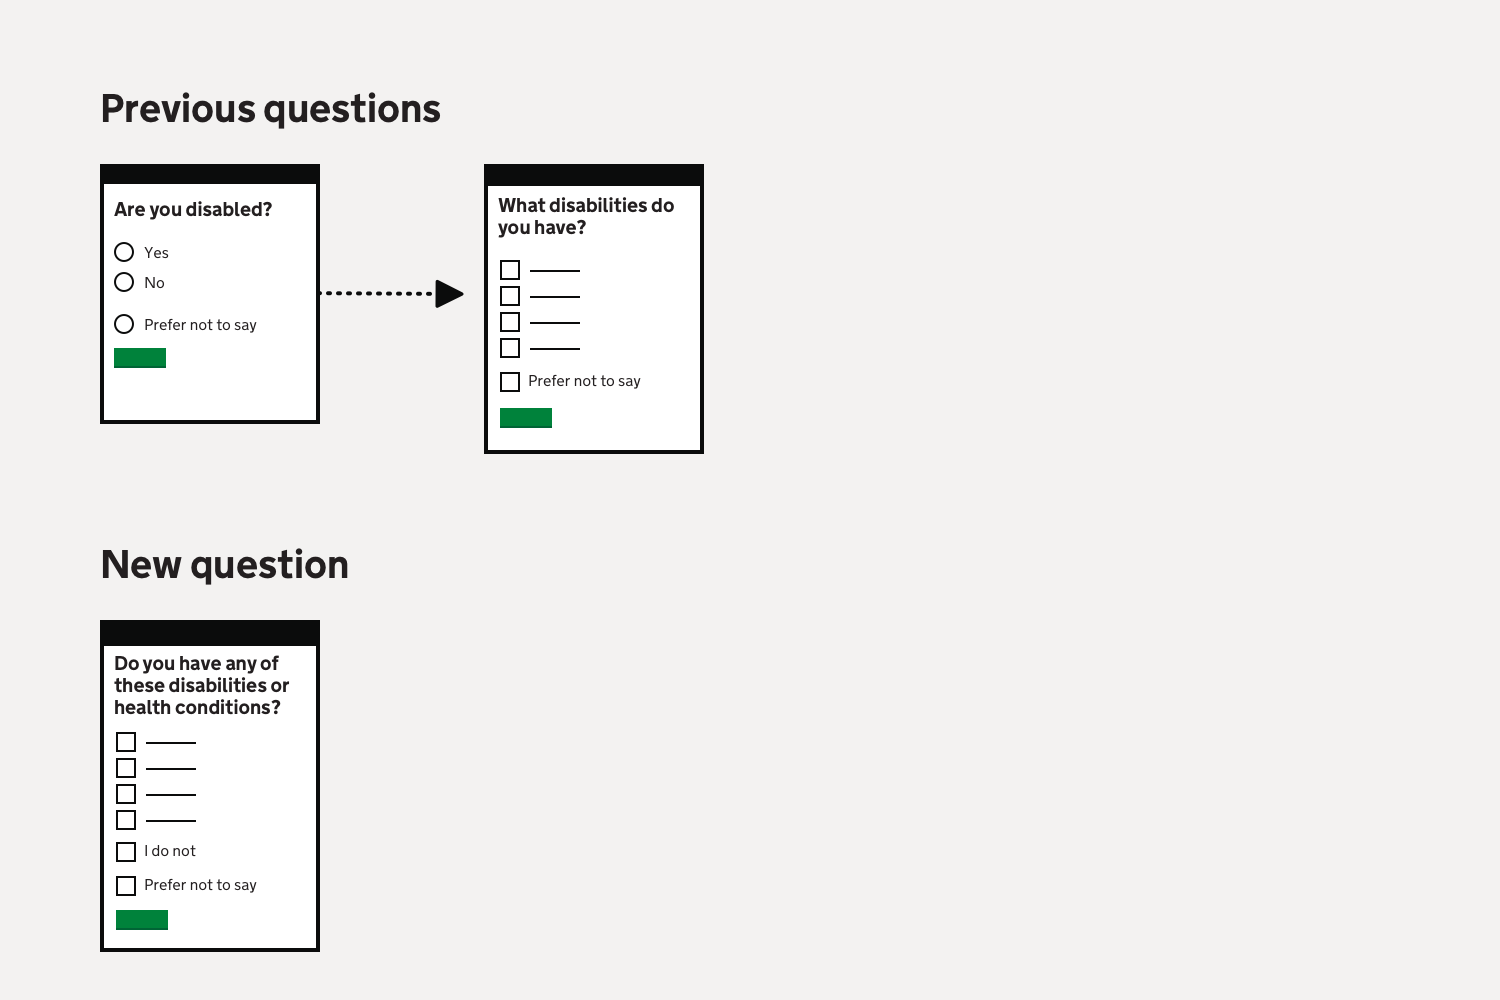 Previous questions
Are you disabled?
Yes
No
Prefer not to say
What disabilities do
you have?
Prefer not to say
New question
Do you have any of
these disabilities or
health conditions?
I do not
Prefer not to say